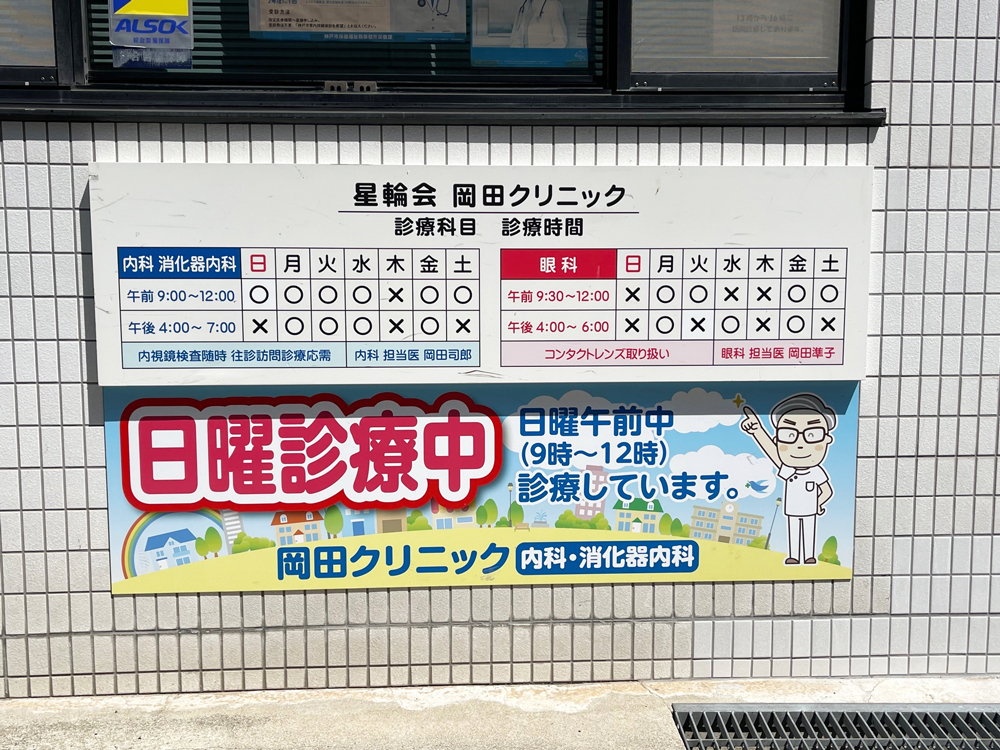 ALSOK
星輪会 岡田クリニック
診療科目 診療時間
内科 消化器内科 日 月 火 水 木 金 土
午前 9:00～12:00 ○ ○ ○ ○ × ○ ○
午後 4:00～7:00 × ○ ○ ○ × ○ ×
内視鏡検査随時 往診訪問診療応需 内科 担当医 岡田司郎
眼科 日 月 火 水 木 金 土
午前 9:30～12:00 × ○ ○ × × ○ ○
午後 4:00～6:00 × ○ × ○ × ○ ×
コンタクトレンズ取り扱い 眼科 担当医 岡田準子
日曜診療中
日曜午前中
(9時～12時)
診療しています。
岡田クリニック 内科・消化器内科